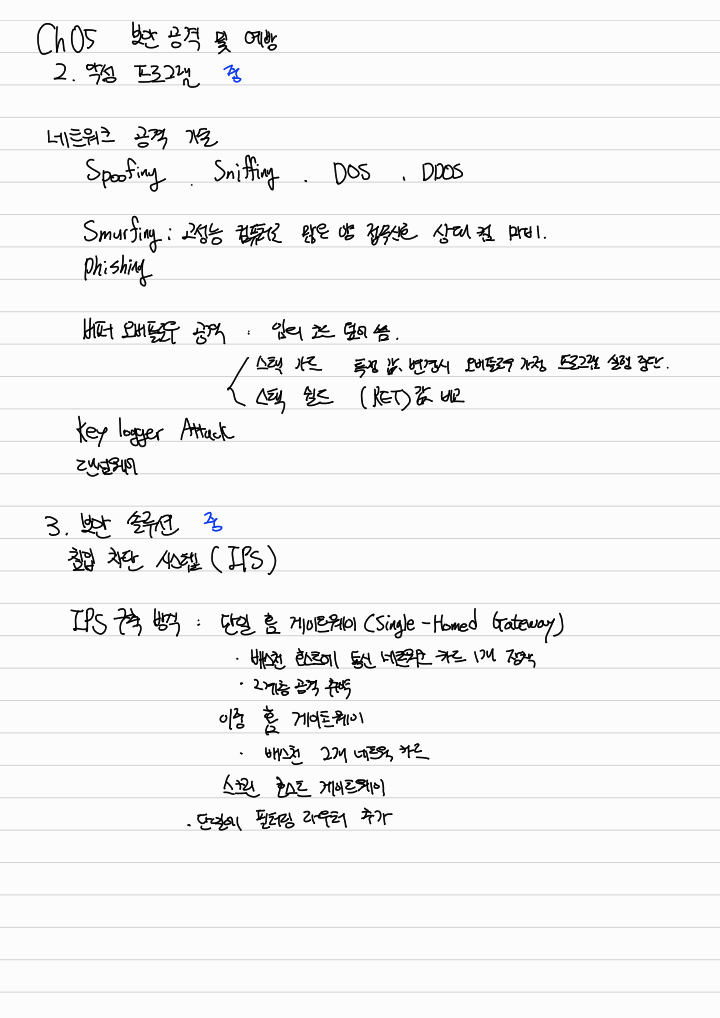 Ch05 보안 공격 및 예방
2. 악성 프로그램 중
네트워크 공격 기술
Spoofing . Sniffing . DOS . DDOS
Smurfing : 고성능 컴퓨터로 많은 양 접속신호 상대 컴 마비.
phishing
버퍼 오버플로우 공격 : 입력 코드 덮어 씀.
스택 가드 특정 값, 변경시 오버플로우 가정 프로그램 실행 중단.
스택 쉴드 (RET)값 비교
key logger Attack
랜섬웨어
3. 보안 솔루션 중
침입 차단 시스템 (IPS)
IPS 구축 방식 : 단일 홈 게이트웨이 (Single-Homed Gateway)
· 배스천 호스트에 통신 네트워크 카드 1개 장착
· 2계층 공격 취약
이중 홈 게이트웨이
· 배스천 2개 네트웍 카드
스크린 호스트 게이트웨이
· 단일에 필터링 라우터 추가